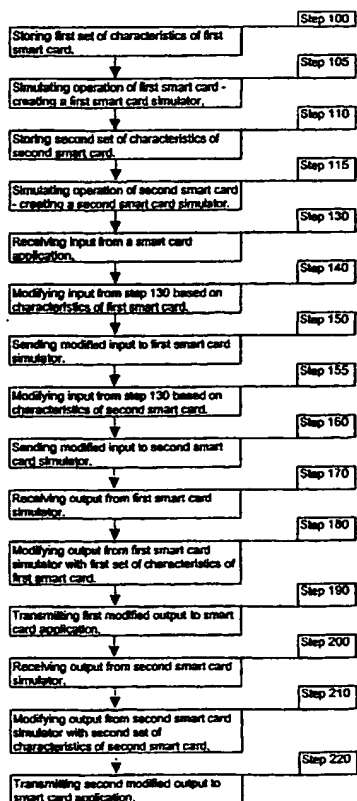 Step 100
Storing first set of characteristics of first
smart card.
Step 105
Simulating operation of first smart card -
creating a first smart card simulator.
Step 110
Storing second set of characteristics of
second smart card.
Step 115
Simulating operation of second smart card
- creating a second smart card simulator.
Step 130
Receiving input from a smart card
application.
Step 140
Modifying input from step 130 based on
characteristics of first smart card.
Step 150
Sending modified input to first smart card
simulator.
Step 155
Modifying input from step 130 based on
characteristics of second smart card.
Step 160
Sending modified input to second smart
card simulator.
Step 170
Receiving output from first smart card
simulator.
Step 180
Modifying output from first smart card
simulator with first set of characteristics of
first smart card.
Step 190
Transmitting first modified output to smart
card application.
Step 200
Receiving output from second smart card
simulator.
Step 210
Modifying output from second smart card
simulator with second set of
characteristics of second smart card.
Step 220
Transmitting second modified output to
smart card application.